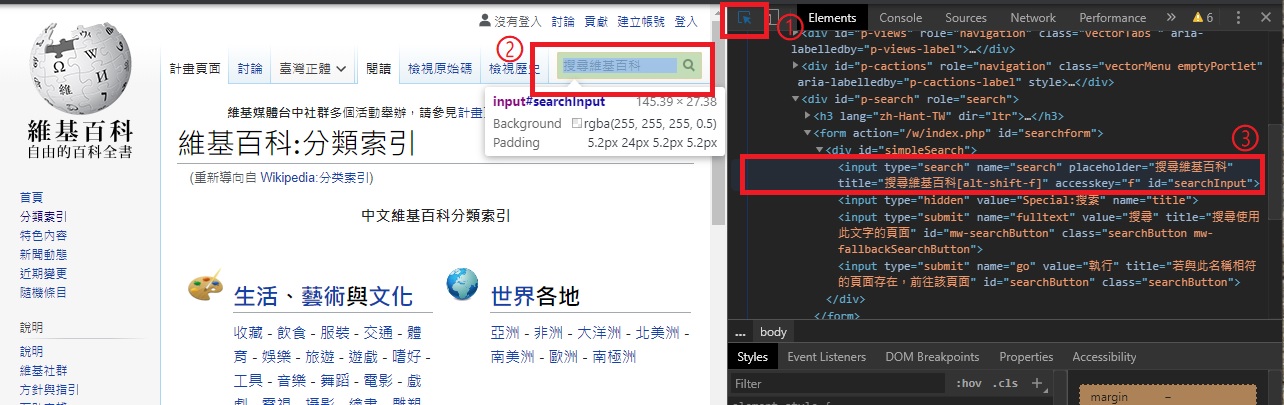 沒有登入 討論 貢獻 建立帳號 登入
計畫頁面 討論 臺灣正體 閱讀 檢視原始碼 檢視歷史 搜尋維基百科
②
維基百科
自由的百科全書
首頁
分類索引
特色內容
新聞動態
近期變更
隨機條目
說明
說明
維基社群
方針與指引
維基媒體台中社群多個活動舉辦，請參見計畫
維基百科:分類索引
(重新導向自 Wikipedia:分类索引)
中文維基百科分類索引
生活、藝術與文化
收藏 - 飲食 - 服裝 - 交通 - 體
育 - 娛樂 - 旅遊 - 遊戲 - 嗜好 -
工具 - 音樂 - 舞蹈 - 電影 - 戲
劇 - 電視 - 攝影 - 繪畫 - 雕塑
世界各地
亞洲 - 非洲 - 大洋洲 - 北美洲 -
南美洲 - 歐洲 - 南極洲
input#searchInput 145.39 × 27.38
Background rgba(255, 255, 255, 0.5)
Padding 5.2px 24px 5.2px 5.2px
①
Elements Console Sources Network Performance » 6
<div id="p-views" role="navigation" class="vectorTabs " aria-
labelledby="p-views-label">…</div>
<div id="p-cactions" role="navigation" class="vectorMenu emptyPortlet"
aria-labelledby="p-cactions-label" style>…</div>
<div id="p-search" role="search">
<h3 lang="zh-Hant-TW" dir="ltr">…</h3>
<form action="/w/index.php" id="searchform">
③
<div id="simpleSearch">
<input type="search" name="search" placeholder="搜尋維基百科"
title="搜尋維基百科[alt-shift-f]" accesskey="f" id="searchInput">
<input type="hidden" value="Special:搜索" name="title">
<input type="submit" name="fulltext" value="搜尋" title="搜尋使用
此文字的頁面" id="mw-searchButton" class="searchButton mw-
fallbackSearchButton">
<input type="submit" name="go" value="執行" title="若與此名稱相符
的頁面存在，前往該頁面" id="searchButton" class="searchButton">
</div>
</form>
… body
Styles Event Listeners DOM Breakpoints Properties Accessibility
Filter :hov .cls +
element.style {
margin –